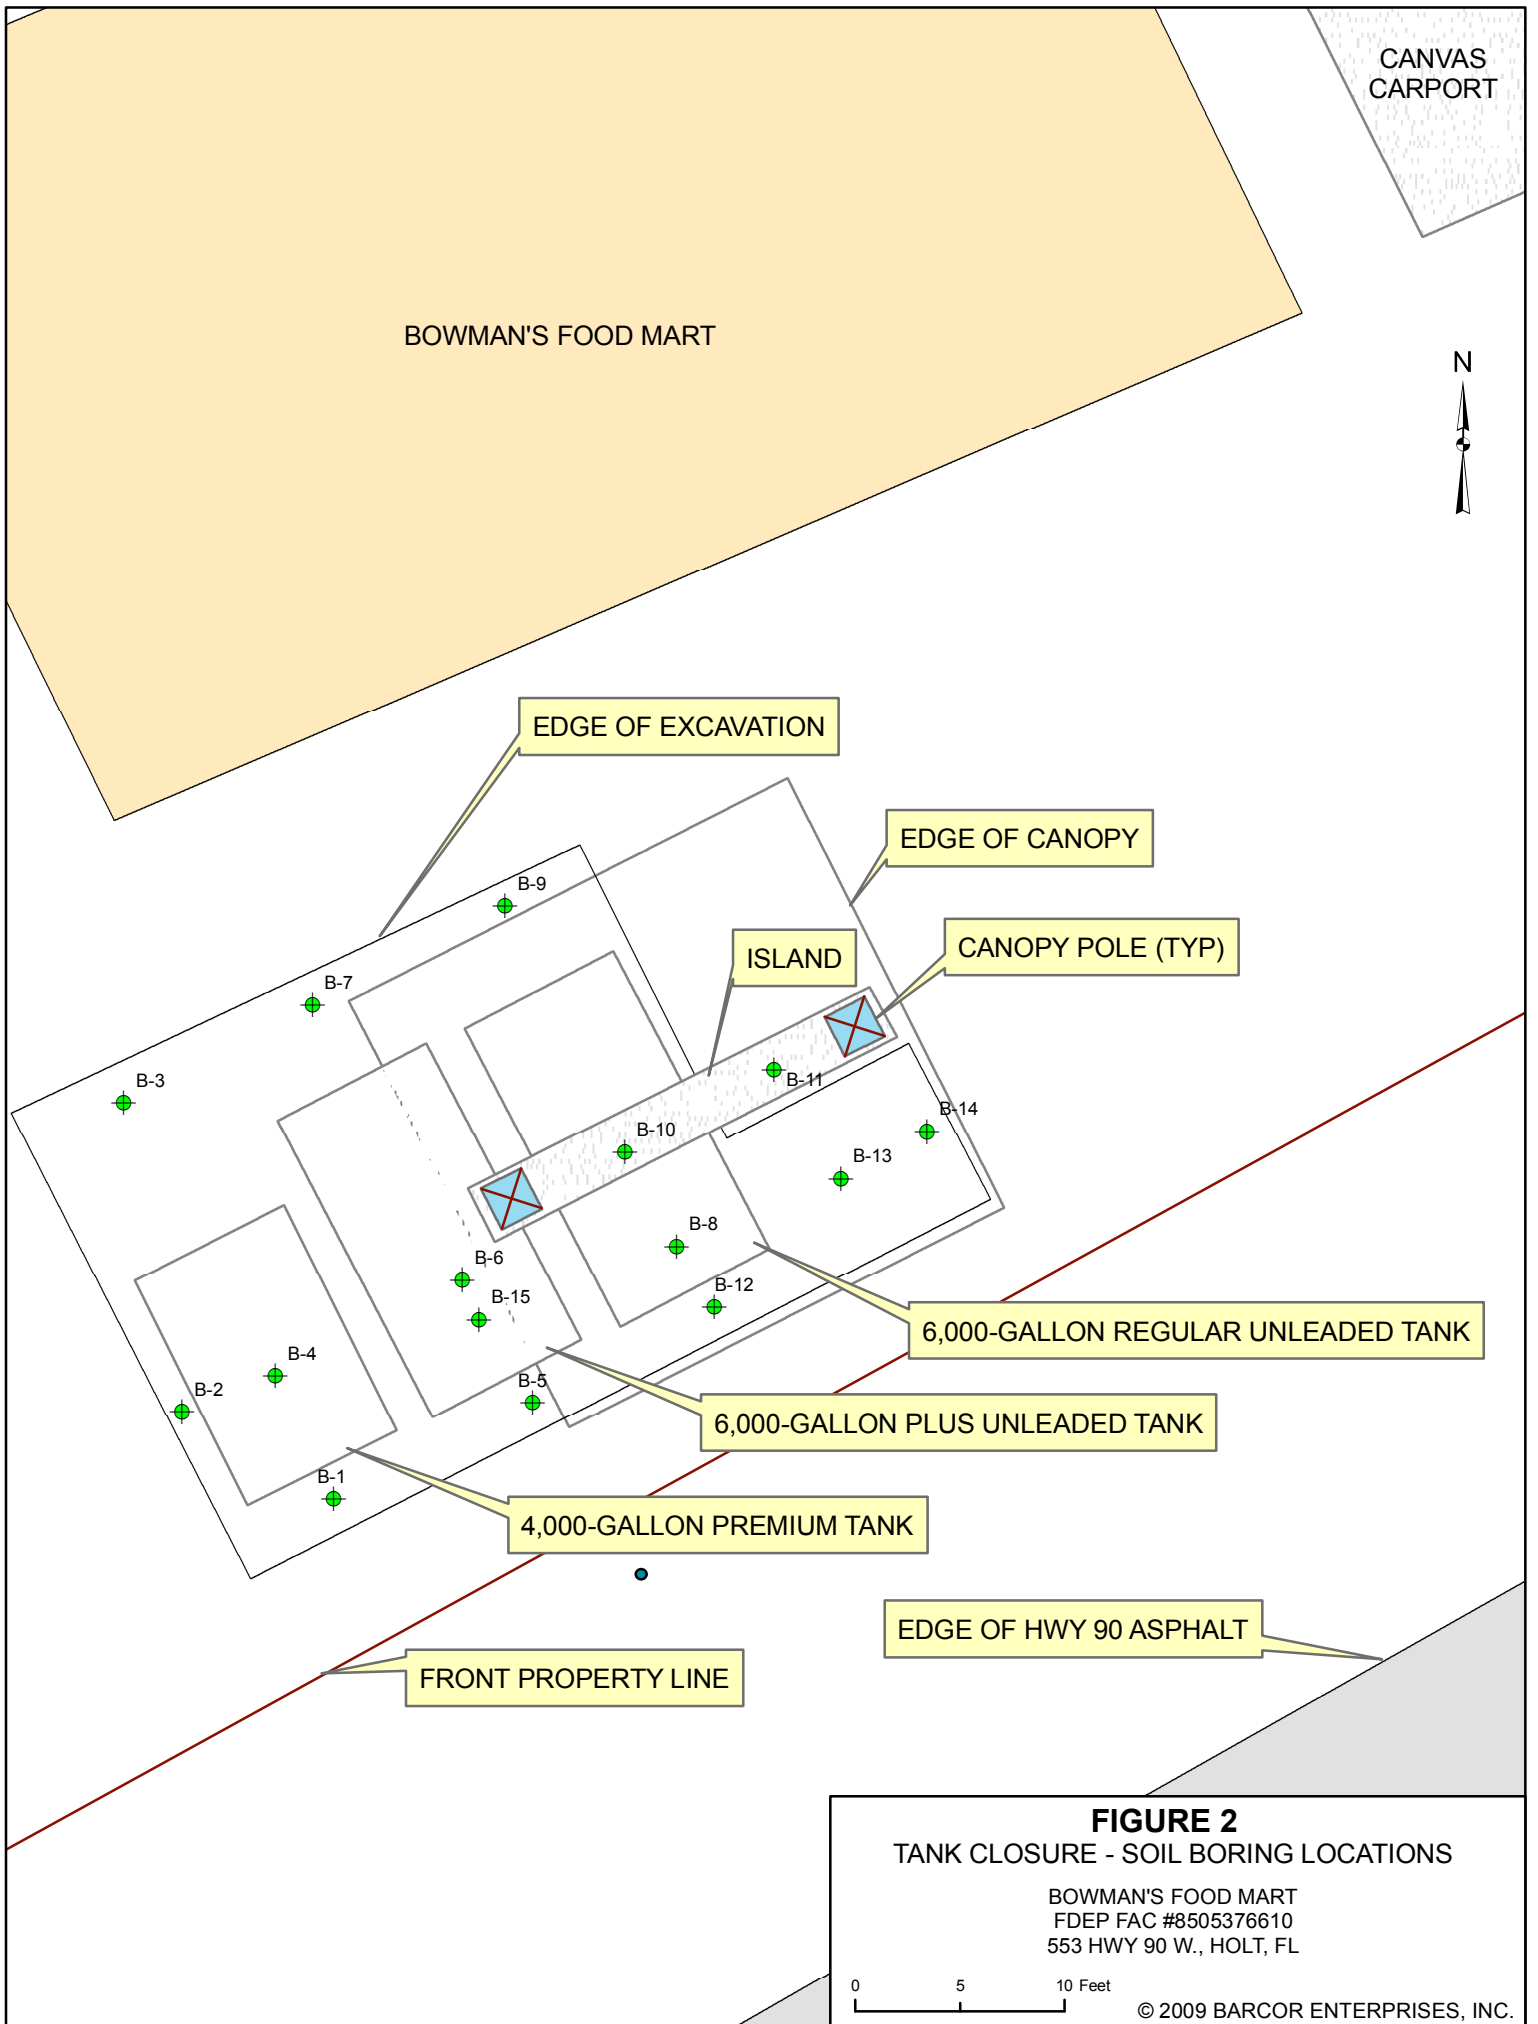 CANVAS
CARPORT
BOWMAN'S FOOD MART
N
EDGE OF EXCAVATION
EDGE OF CANOPY
B-9
CANOPY POLE (TYP)
ISLAND
B-7
B-3
B-11
B-14
B-10
B-13
B-8
B-6
B-12
B-15
6,000-GALLON REGULAR UNLEADED TANK
B-4
B-5
B-2
6,000-GALLON PLUS UNLEADED TANK
B-1
4,000-GALLON PREMIUM TANK
EDGE OF HWY 90 ASPHALT
FRONT PROPERTY LINE
FIGURE 2
TANK CLOSURE - SOIL BORING LOCATIONS
BOWMAN'S FOOD MART
FDEP FAC #8505376610
553 HWY 90 W., HOLT, FL
0 5 10 Feet
© 2009 BARCOR ENTERPRISES, INC.